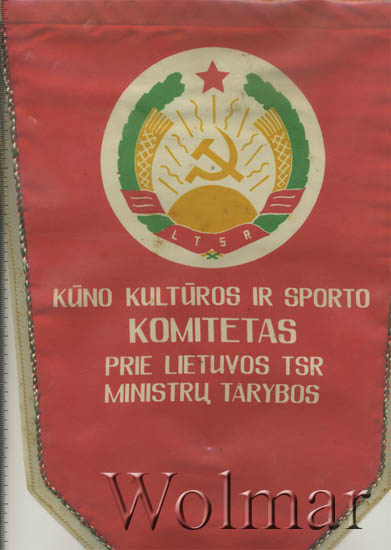 LTSR
KŪNO KULTŪROS IR SPORTO
KOMITETAS
PRIE LIETUVOS TSR
MINISTRŲ TARYBOS
Wolmar